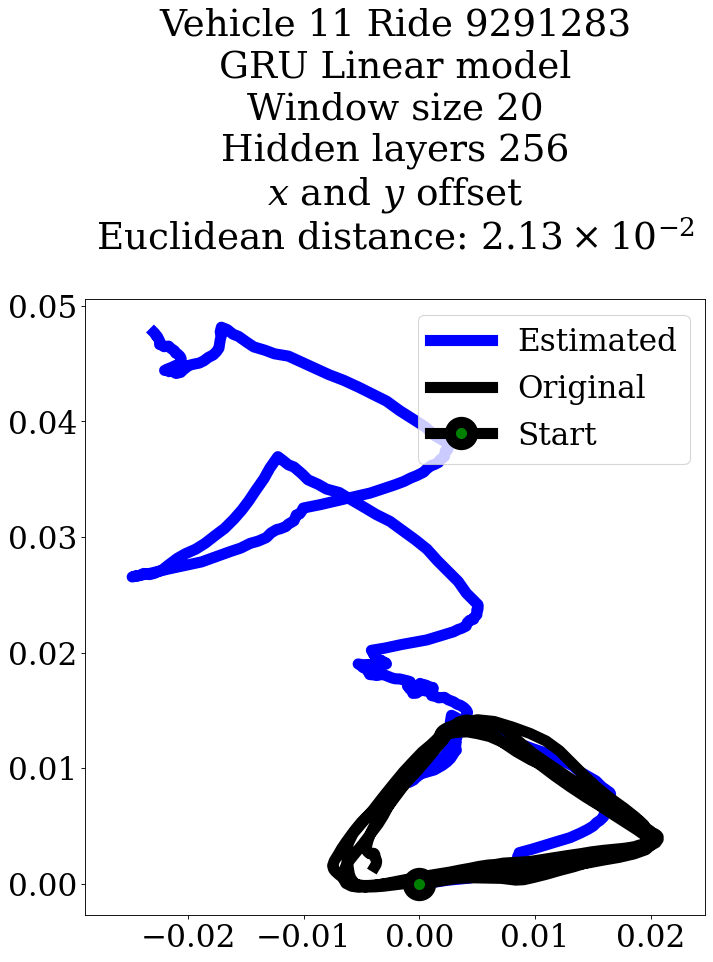 Vehicle 11 Ride 9291283
GRU Linear model
Window size 20
Hidden layers 256
x and y offset
Euclidean distance: 2.13 × 10⁻²
0.05
0.04
0.03
0.02
0.01
0.00
Estimated
Original
Start
−0.02 −0.01 0.00 0.01 0.02